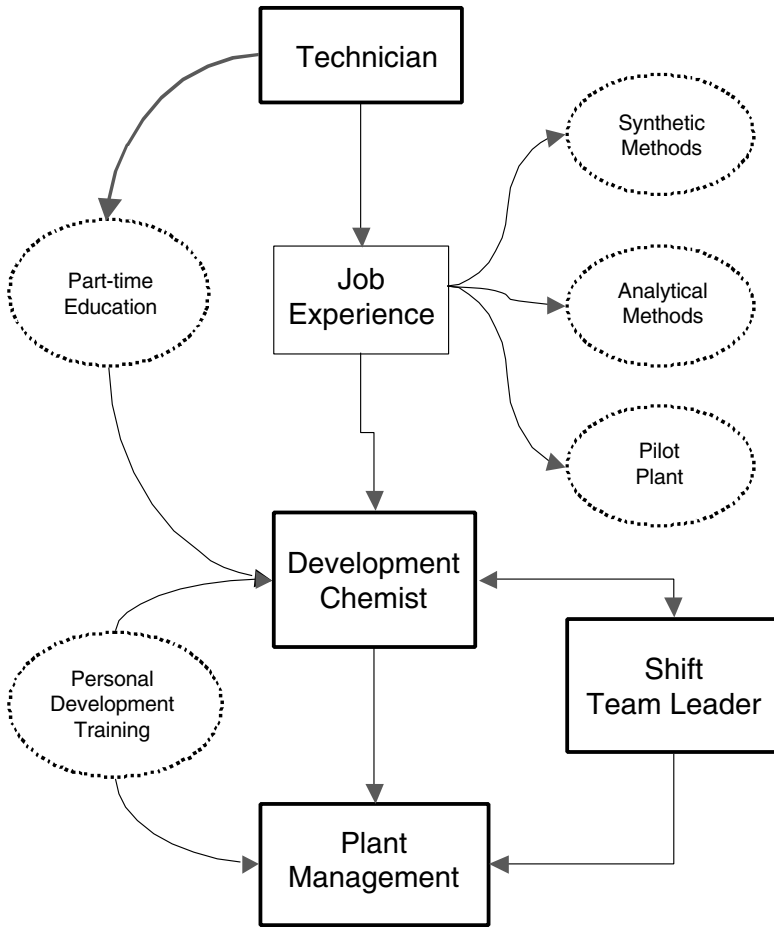 Technician
Synthetic
Methods
Part-time
Education
Job
Experience
Analytical
Methods
Pilot
Plant
Development
Chemist
Personal
Development
Training
Shift
Team Leader
Plant
Management